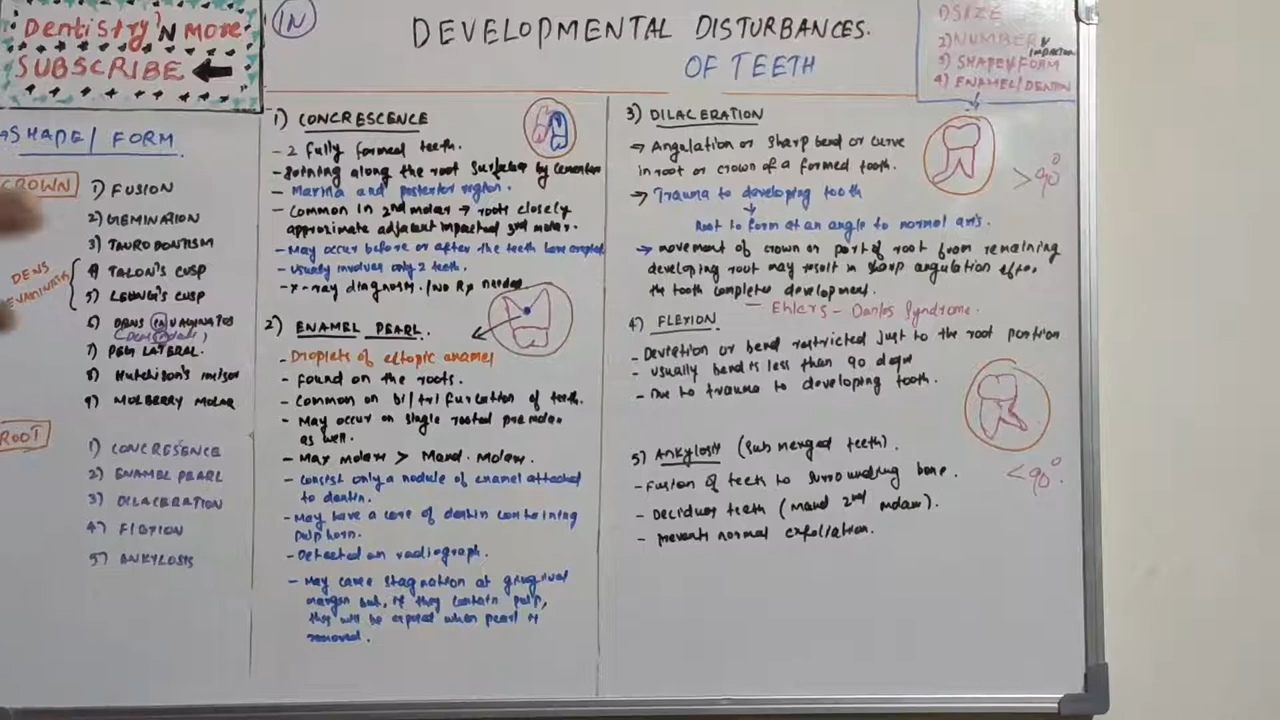 Dentistry'N More
SUBSCRIBE
IN
DEVELOPMENTAL DISTURBANCES.
OF TEETH
1) SIZE
2) NUMBER &
3) SHAPE/FORM
4) ENAMEL/DENTIN
SHAPE/ FORM
CROWN
1) FUSION
2) GEMINATION
3) TAURODONTISM
4) TALON'S CUSP
5) LEONG'S CUSP
DENS
EVAGINATUS
6) DENS INVAGINATUS
7) PEG LATERAL.
8) Hutchison's incisor
9) MULBERRY MOLAR
ROOT
1) CONCRESENCE
2) ENAMEL PEARL
3) DILACERATION
4) FLEXION
5) ANKYLOSIS
1) CONCRESCENCE
- 2 fully formed teeth.
- Joining along the root surfaces by cementum
- Maxilla and posterior region.
- Common in 2nd molar → roots closely
approximate adjacent impacted 3rd molar.
- May occur before or after the teeth have erupted
- usually involves only 2 teeth.
- x-ray diagnosis / No Rx needed.
2) ENAMEL PEARL.
- Droplets of ectopic enamel
- Found on the roots.
- Common on bi/tri furcation of teeth.
- May occur on single rooted premolar
as well.
- Max molars > Mand. Molars.
- Consist only a nodule of enamel attached
to dentin.
- May have a core of dentin containing
pulp horn.
- Detected on radiograph.
- May cause stagnation at gingival
margin but, if they contain pulp,
this will be exposed when pearl is
removed.
3) DILACERATION
→ Angulation or sharp bend or curve
in root or crown of a formed tooth.
→ Trauma to developing tooth
↓
Root to form at an angle to normal axis.
→ movement of crown or part of root from remaining
developing root may result in sharp angulation after
the tooth completes development.
- Ehlers - Danlos Syndrome.
> 90°
4) FLEXION
- Deviation or bend restricted just to the root portion
- usually bend is less than 90 degree
- Due to trauma to developing tooth.
< 90°.
5) Ankylosis (submerged teeth).
- Fusion of teeth to surrounding bone.
- Deciduous teeth (Mand 2nd molars).
- prevents normal exfoliation.